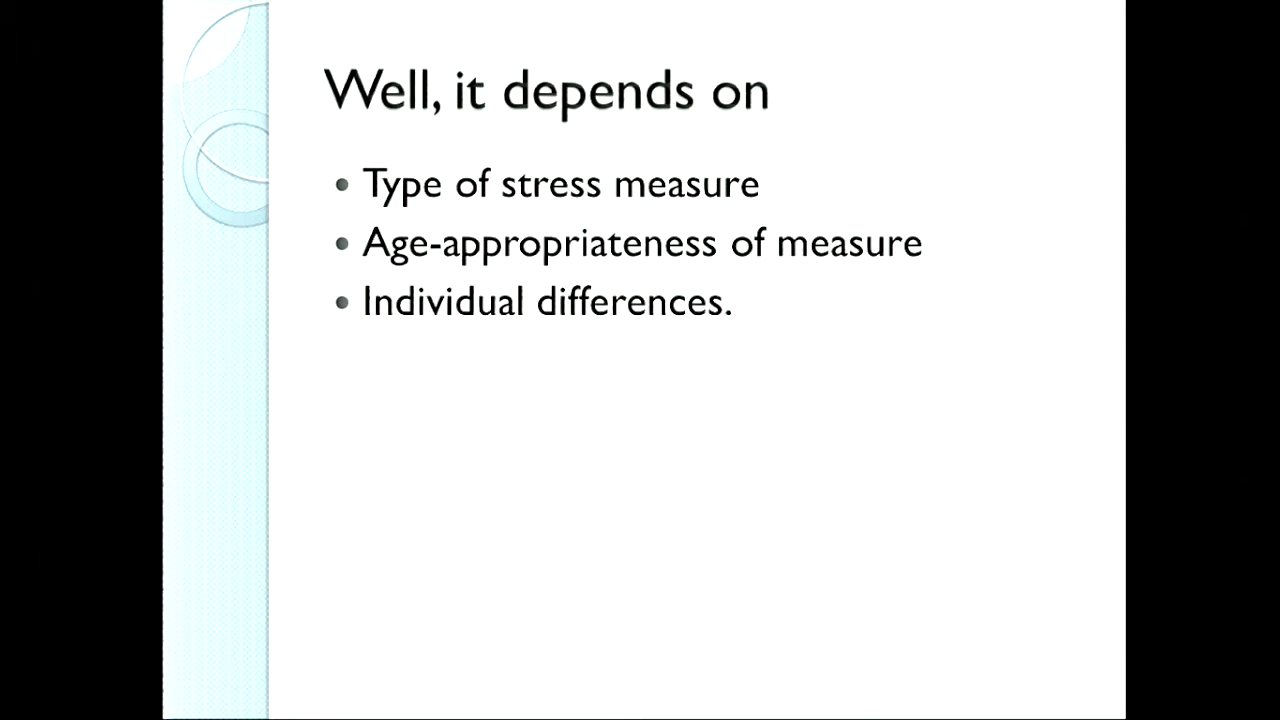 Well, it depends on
• Type of stress measure
• Age-appropriateness of measure
• Individual differences.